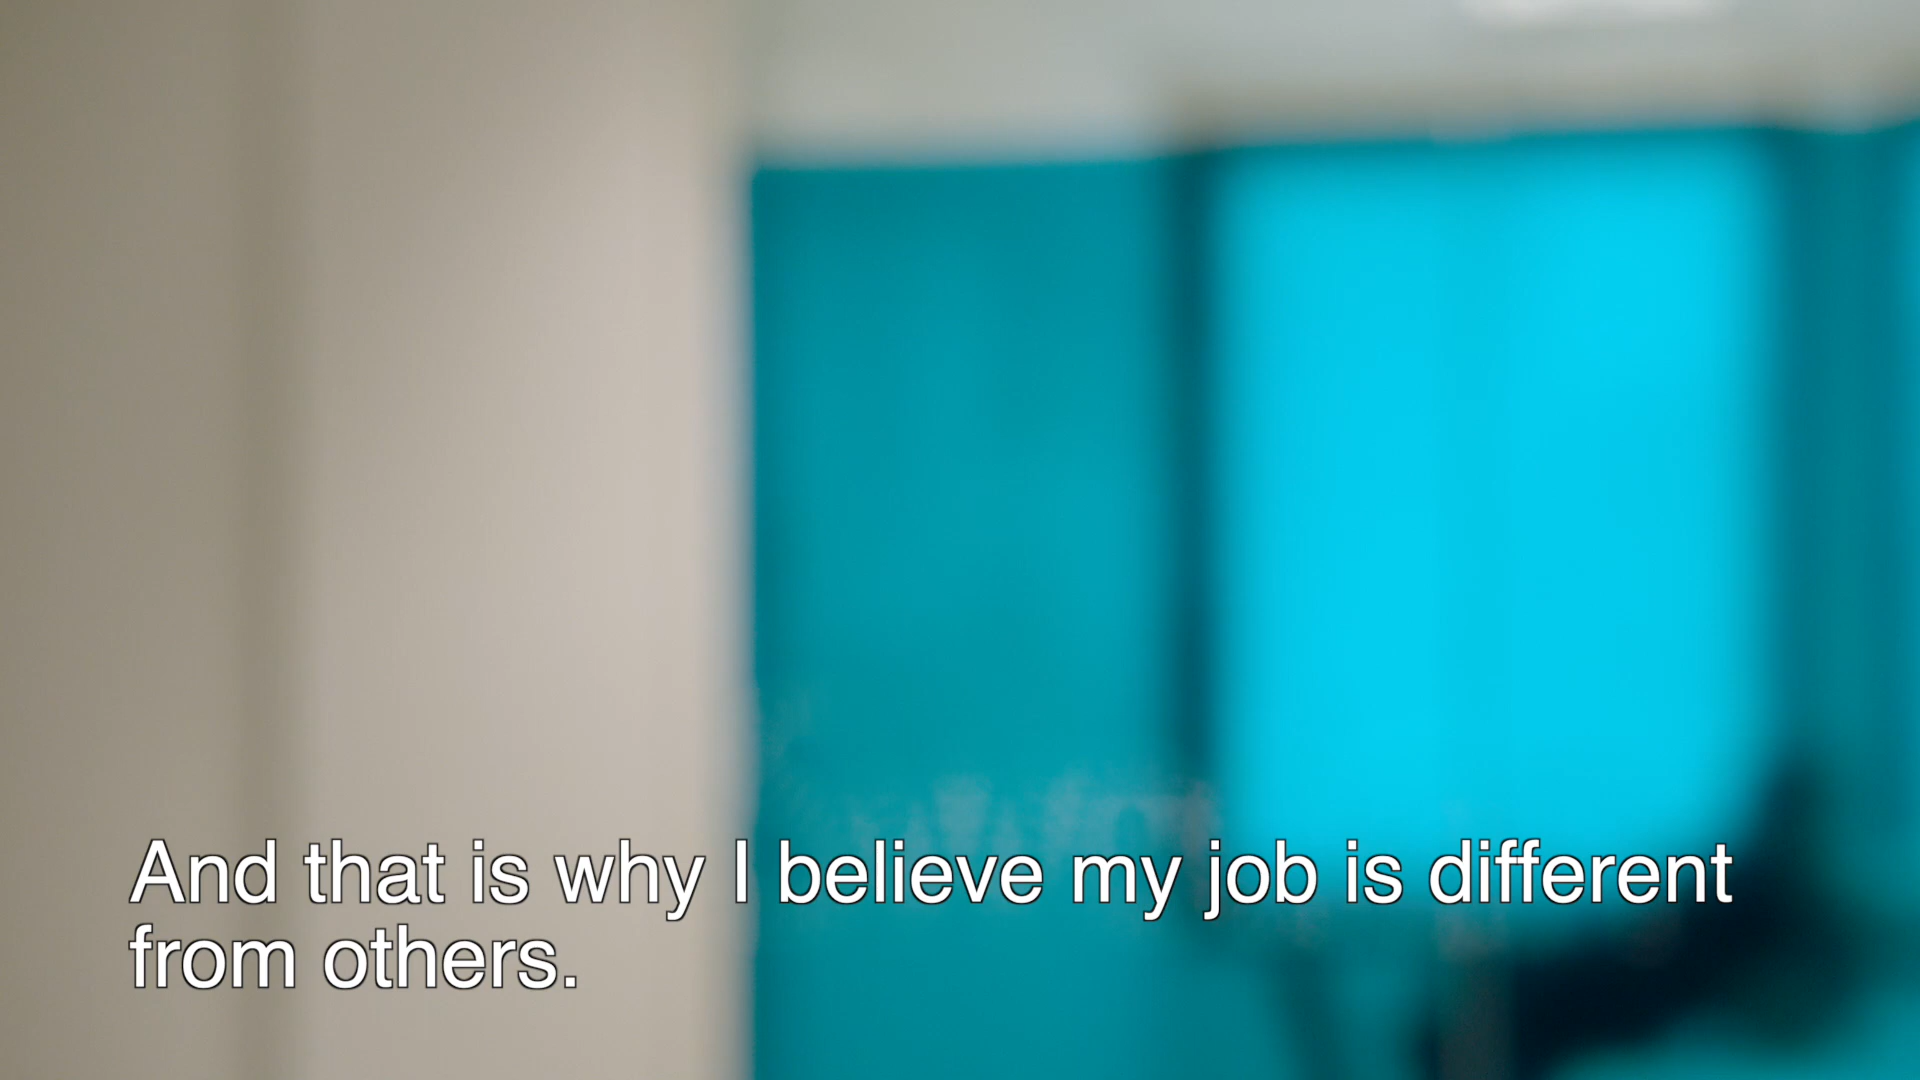 And that is why I believe my job is different
from others.